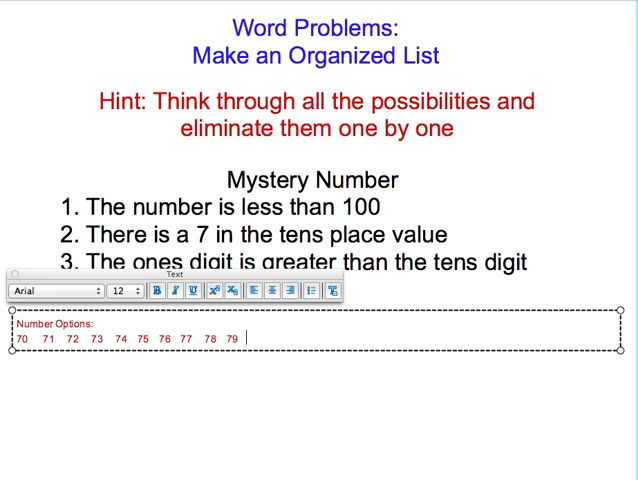 Word Problems:
Make an Organized List
Hint: Think through all the possibilities and
eliminate them one by one
Mystery Number
1. The number is less than 100
2. There is a 7 in the tens place value
3. The ones digit is greater than the tens digit
Text
Arial 12 B I U
Number Options:
70 71 72 73 74 75 76 77 78 79